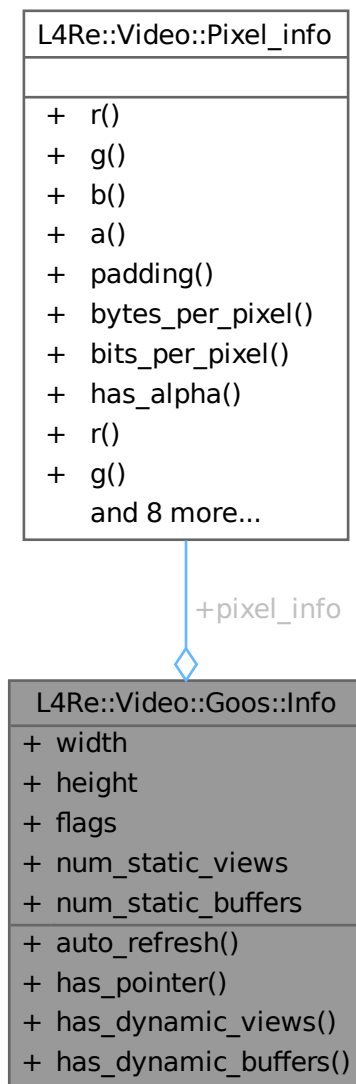 L4Re::Video::Pixel_info
+ r()
+ g()
+ b()
+ a()
+ padding()
+ bytes_per_pixel()
+ bits_per_pixel()
+ has_alpha()
+ r()
+ g()
and 8 more...
+pixel_info
L4Re::Video::Goos::Info
+ width
+ height
+ flags
+ num_static_views
+ num_static_buffers
+ auto_refresh()
+ has_pointer()
+ has_dynamic_views()
+ has_dynamic_buffers()